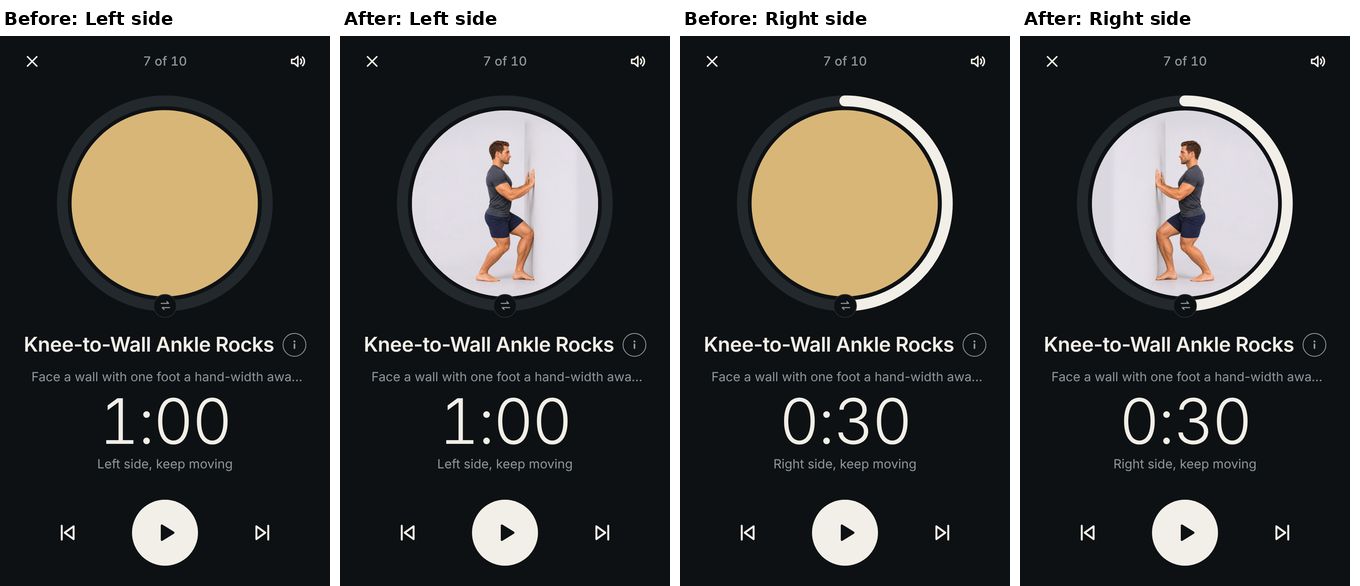 Before: Left side
After: Left side
Before: Right side
After: Right side
7 of 10
7 of 10
7 of 10
7 of 10
Knee-to-Wall Ankle Rocks
Knee-to-Wall Ankle Rocks
Knee-to-Wall Ankle Rocks
Knee-to-Wall Ankle Rocks
Face a wall with one foot a hand-width awa...
Face a wall with one foot a hand-width awa...
Face a wall with one foot a hand-width awa...
Face a wall with one foot a hand-width awa...
1:00
1:00
0:30
0:30
Left side, keep moving
Left side, keep moving
Right side, keep moving
Right side, keep moving